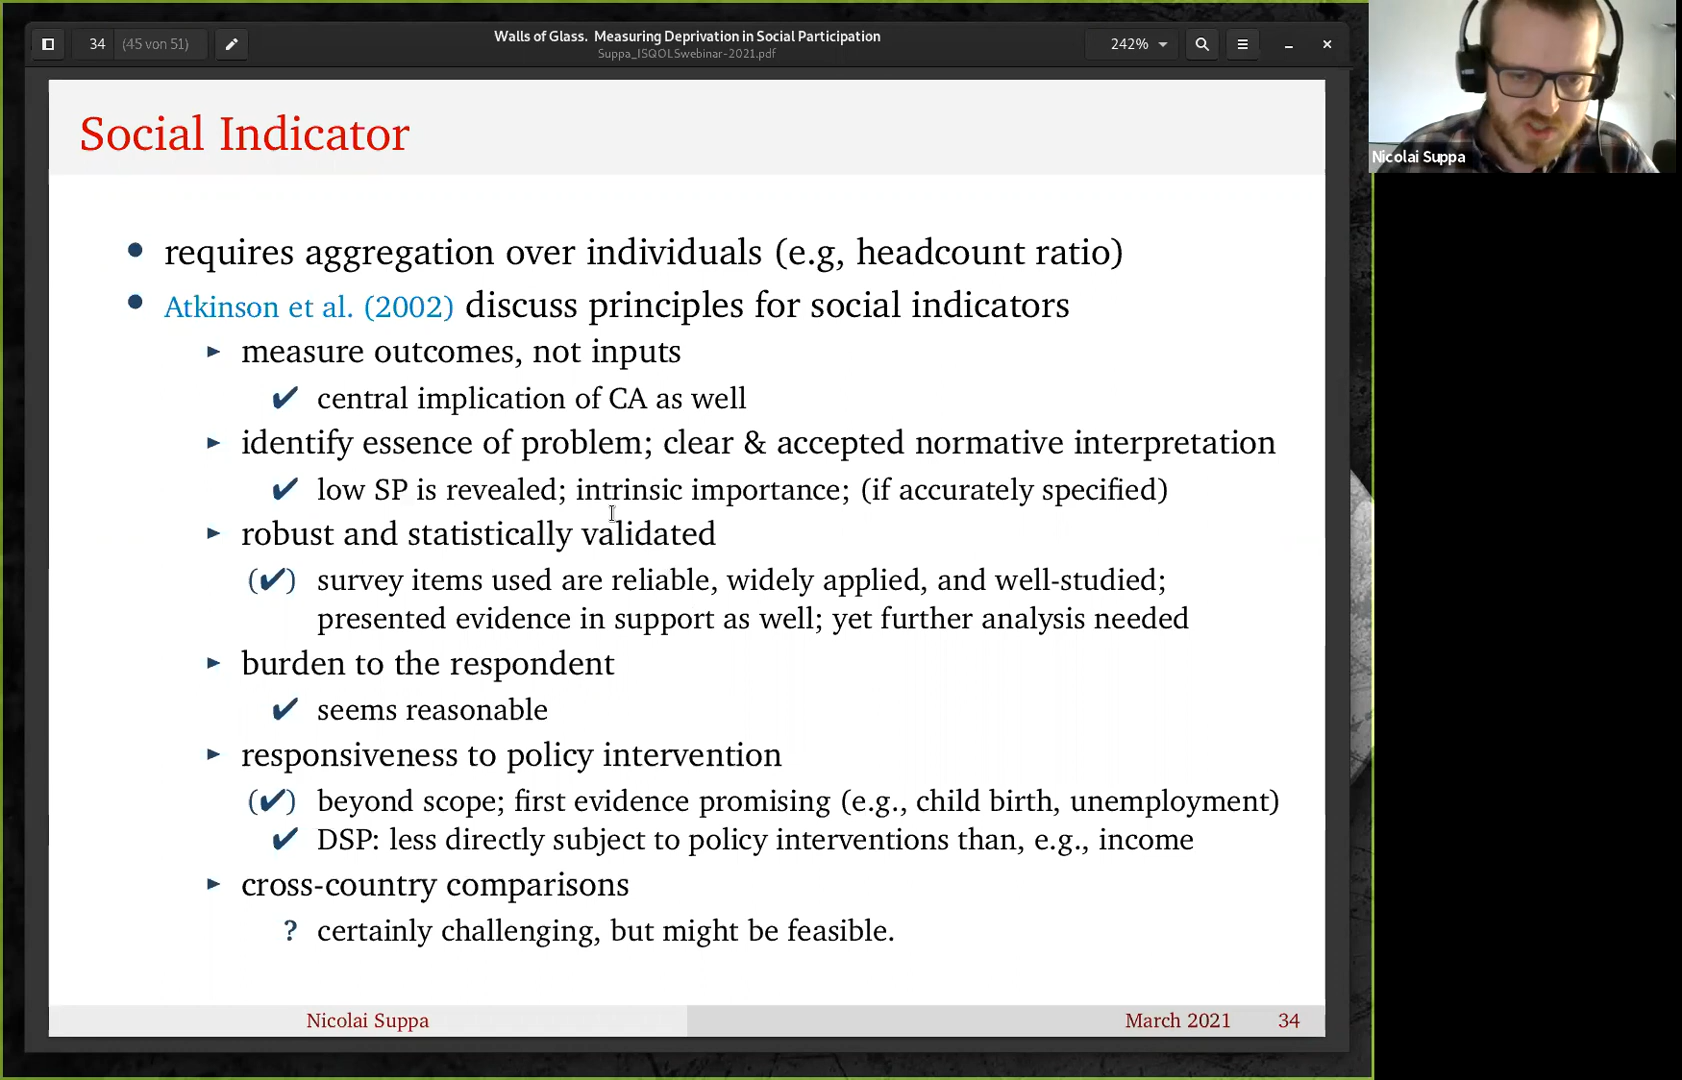 34 (45 von 51)
Walls of Glass. Measuring Deprivation in Social Participation
Suppa_ISQOLSwebinar-2021.pdf
242%
Nicolai Suppa
Social Indicator
• requires aggregation over individuals (e.g, headcount ratio)
• Atkinson et al. (2002) discuss principles for social indicators
► measure outcomes, not inputs
✔ central implication of CA as well
► identify essence of problem; clear & accepted normative interpretation
✔ low SP is revealed; intrinsic importance; (if accurately specified)
► robust and statistically validated
(✔) survey items used are reliable, widely applied, and well-studied;
presented evidence in support as well; yet further analysis needed
► burden to the respondent
✔ seems reasonable
► responsiveness to policy intervention
(✔) beyond scope; first evidence promising (e.g., child birth, unemployment)
✔ DSP: less directly subject to policy interventions than, e.g., income
► cross-country comparisons
? certainly challenging, but might be feasible.
Nicolai Suppa March 2021 34